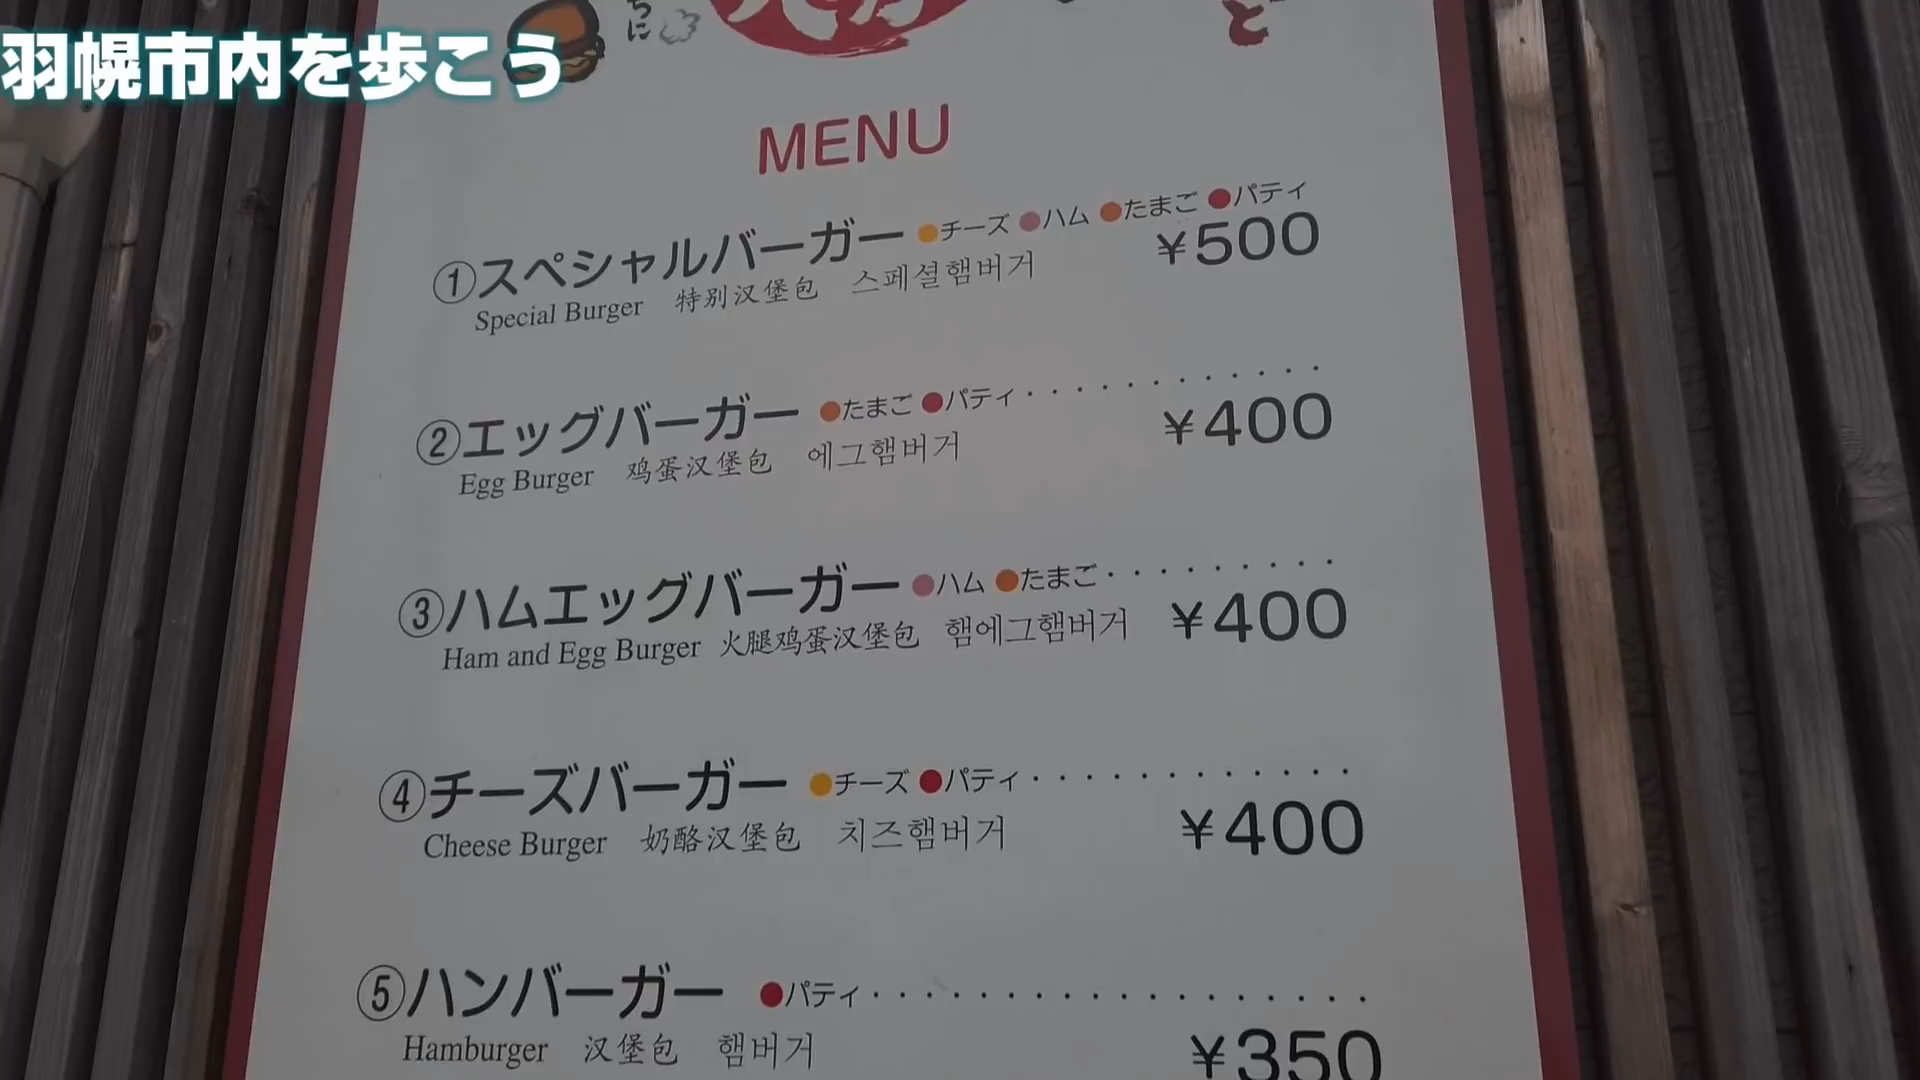 羽幌市内を歩こう
ちに
と
MENU
①スペシャルバーガー ●チーズ ●ハム ●たまご ●パティ
¥500
Special Burger 特别汉堡包 스페셜햄버거
②エッグバーガー ●たまご ●パティ・・・・・・・・・・・・
¥400
Egg Burger 鸡蛋汉堡包 에그햄버거
③ハムエッグバーガー ●ハム ●たまご・・・・・・・・・・
¥400
Ham and Egg Burger 火腿鸡蛋汉堡包 햄에그햄버거
④チーズバーガー ●チーズ ●パティ・・・・・・・・・・・・
¥400
Cheese Burger 奶酪汉堡包 치즈햄버거
⑤ハンバーガー ●パティ・・・・・・・・・・・・・・・・・・
¥350
Hamburger 汉堡包 햄버거